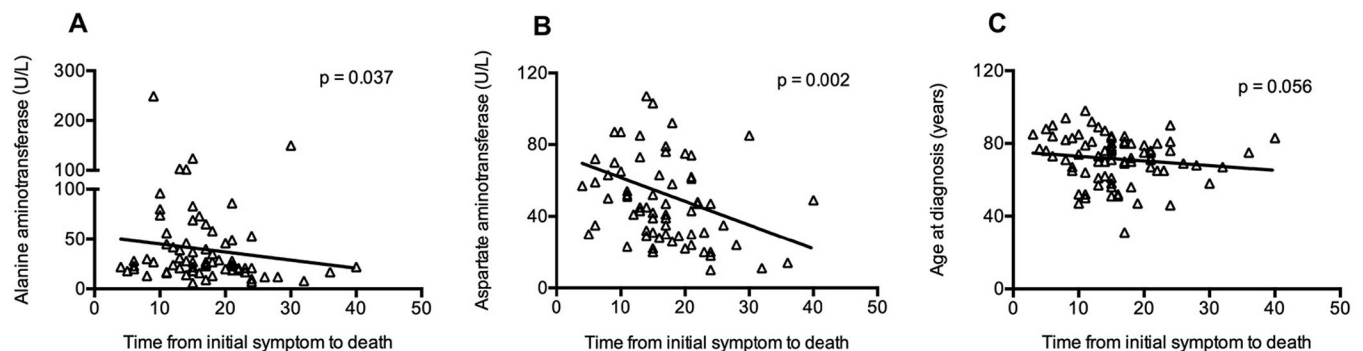 A
p = 0.037
Alanine aminotransferase (U/L)
300
200
100
100
50
0
0 10 20 30 40 50
Time from initial symptom to death
B
p = 0.002
Aspartate aminotransferase (U/L)
120
80
40
0
0 10 20 30 40 50
Time from initial symptom to death
C
p = 0.056
Age at diagnosis (years)
120
80
40
0
0 10 20 30 40 50
Time from initial symptom to death